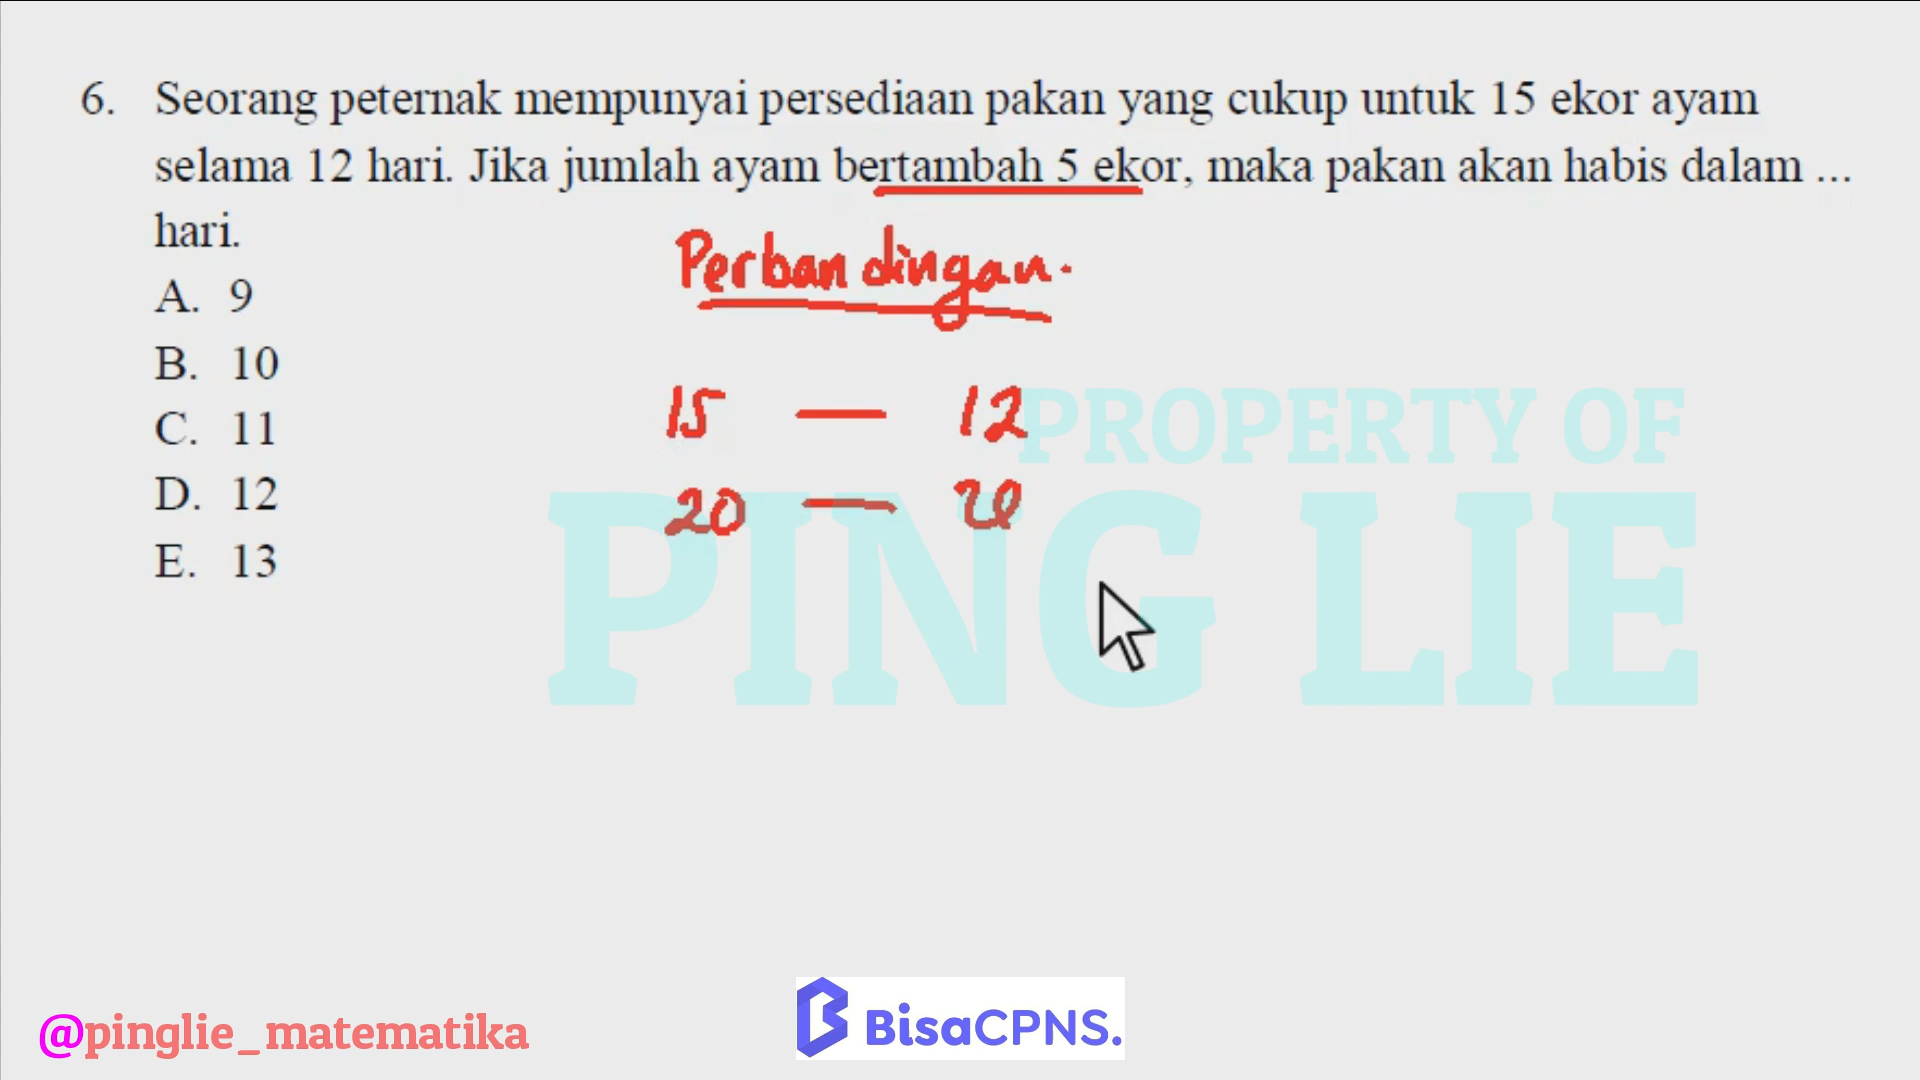 6. Seorang peternak mempunyai persediaan pakan yang cukup untuk 15 ekor ayam
selama 12 hari. Jika jumlah ayam bertambah 5 ekor, maka pakan akan habis dalam ...
hari.
Perbandingan.
A. 9
B. 10
C. 11
D. 12
E. 13
15 — 12
20 —
PROPERTY OF
PING LIE
@pinglie_matematika
BisaCPNS.